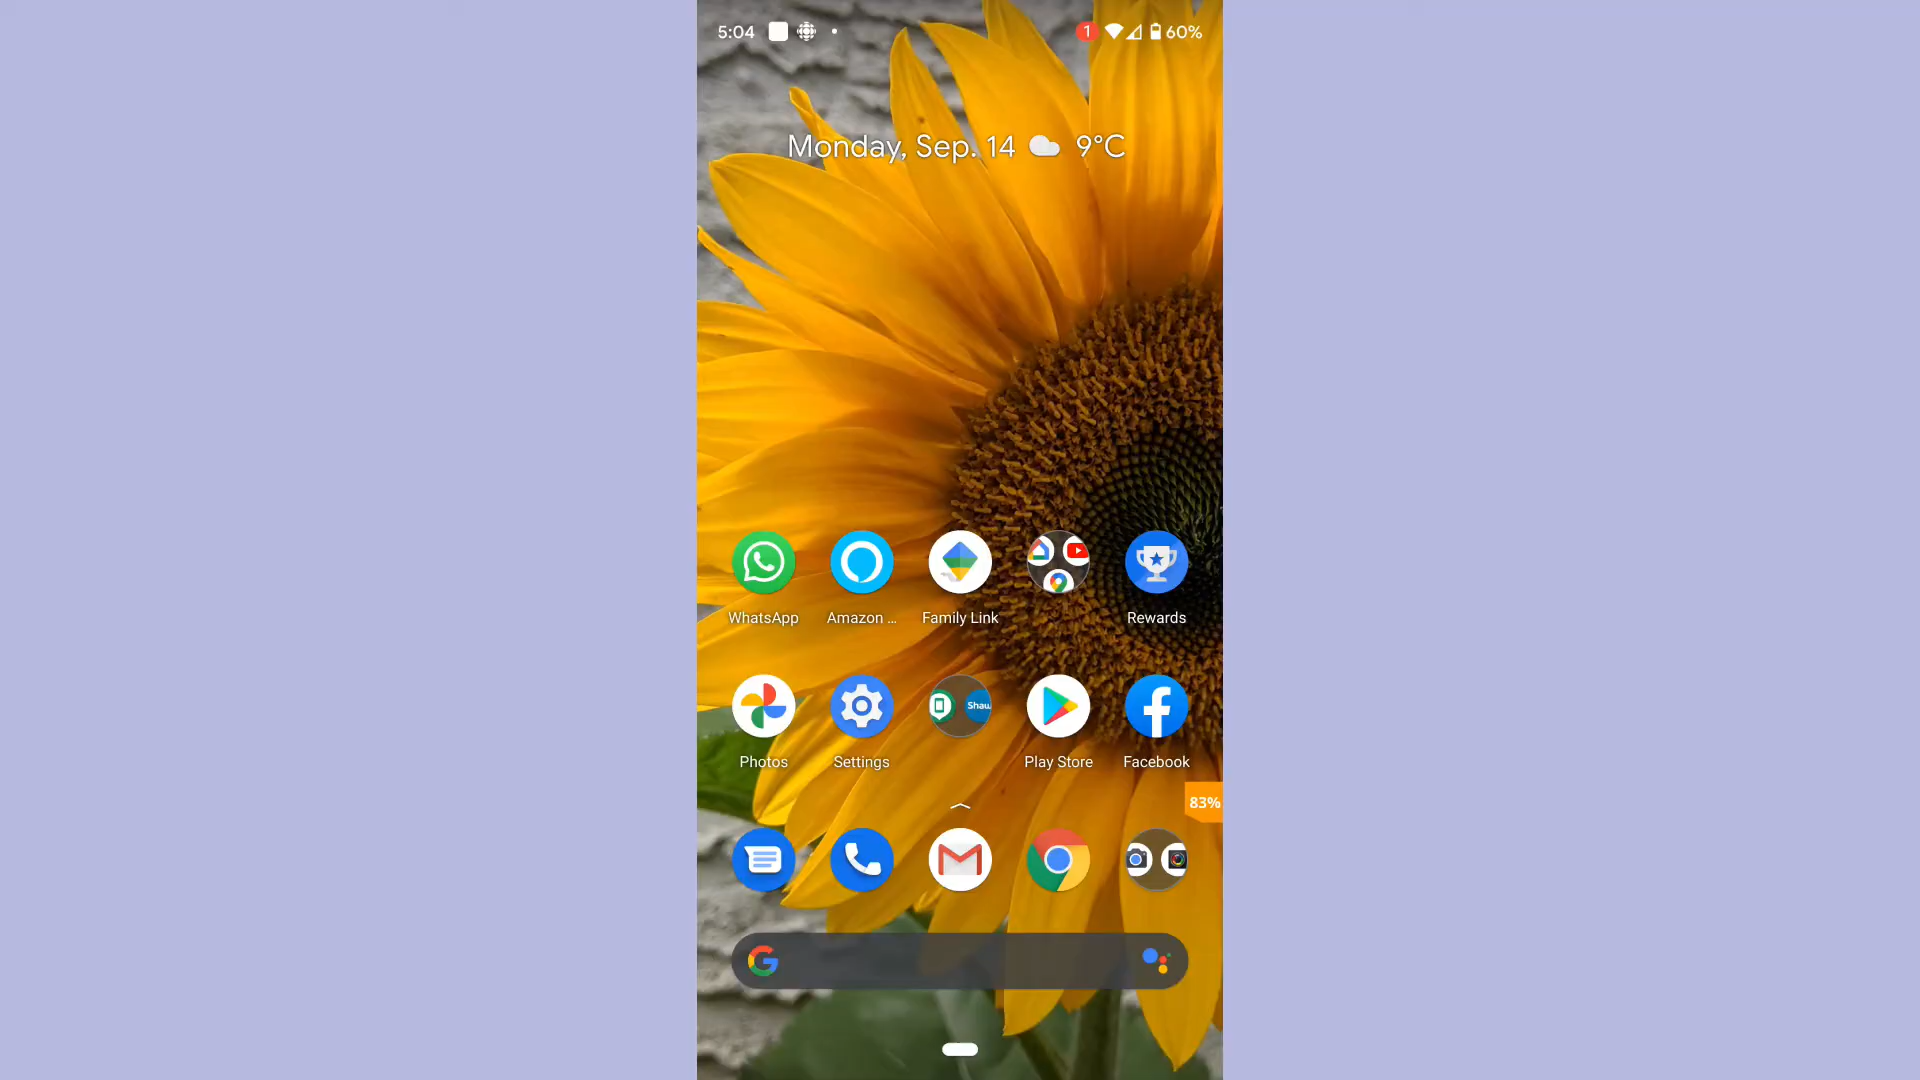 5:04
1
60%
Monday, Sep. 14 9°C
WhatsApp
Amazon ...
Family Link
Rewards
Shaw
Photos
Settings
Play Store
Facebook
83%